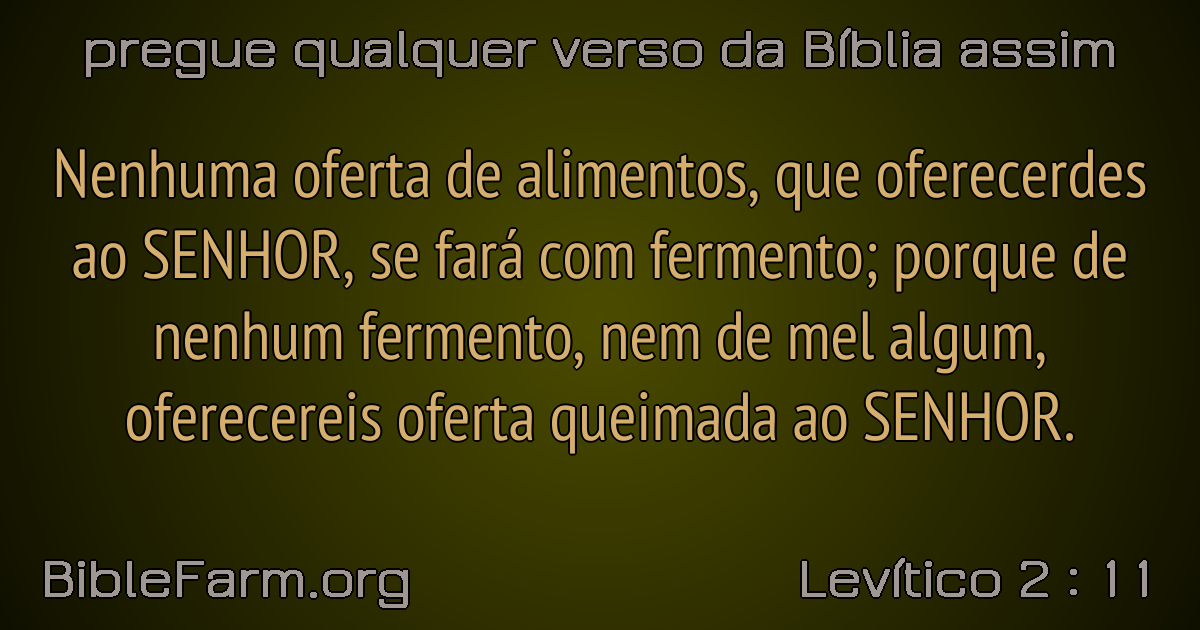 pregue qualquer verso da Bíblia assim
Nenhuma oferta de alimentos, que oferecerdes
ao SENHOR, se fará com fermento; porque de
nenhum fermento, nem de mel algum,
oferecereis oferta queimada ao SENHOR.
BibleFarm.org
Levítico 2 : 11